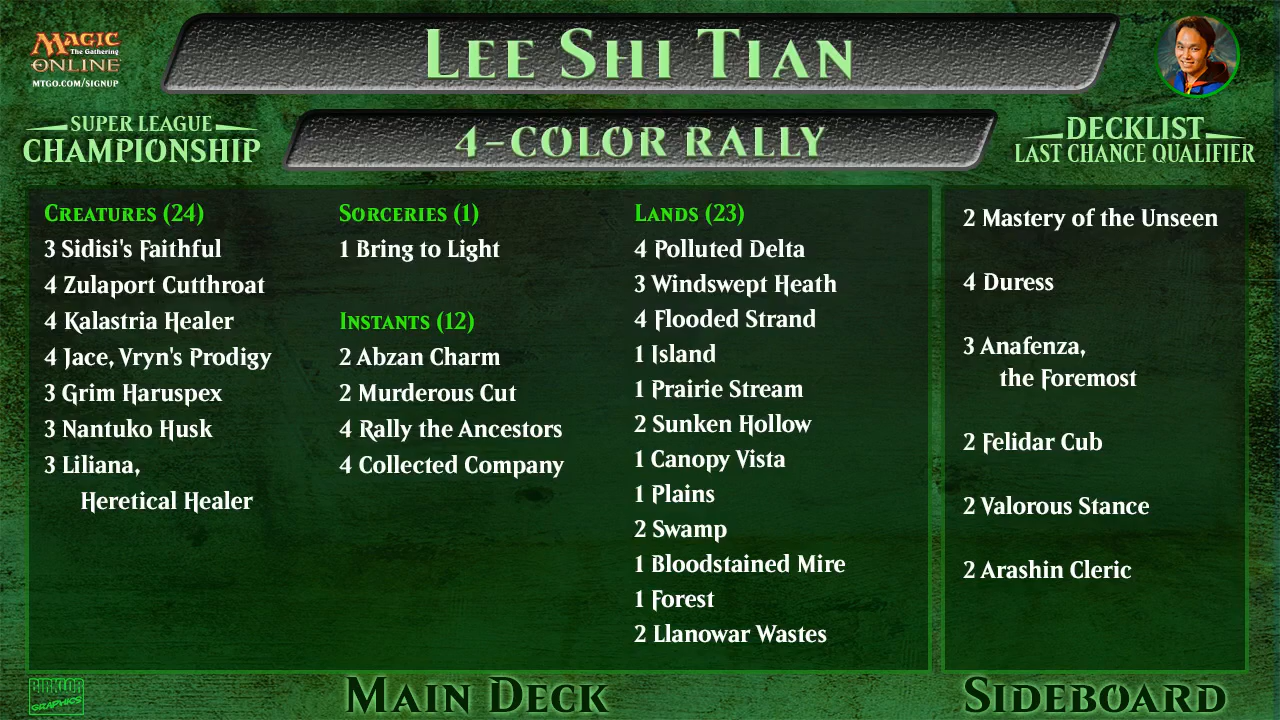 MAGIC
The Gathering
ONLINE
MTGO.COM/SIGNUP
LEE SHI TIAN
SUPER LEAGUE
CHAMPIONSHIP
4-COLOR RALLY
DECKLIST
LAST CHANCE QUALIFIER
CREATURES (24)
3 Sidisi's Faithful
4 Zulaport Cutthroat
4 Kalastria Healer
4 Jace, Vryn's Prodigy
3 Grim Haruspex
3 Nantuko Husk
3 Liliana,
Heretical Healer
SORCERIES (1)
1 Bring to Light
INSTANTS (12)
2 Abzan Charm
2 Murderous Cut
4 Rally the Ancestors
4 Collected Company
LANDS (23)
4 Polluted Delta
3 Windswept Heath
4 Flooded Strand
1 Island
1 Prairie Stream
2 Sunken Hollow
1 Canopy Vista
1 Plains
2 Swamp
1 Bloodstained Mire
1 Forest
2 Llanowar Wastes
2 Mastery of the Unseen
4 Duress
3 Anafenza,
the Foremost
2 Felidar Cub
2 Valorous Stance
2 Arashin Cleric
BIRKLOR
GRAPHICS
MAIN DECK
SIDEBOARD